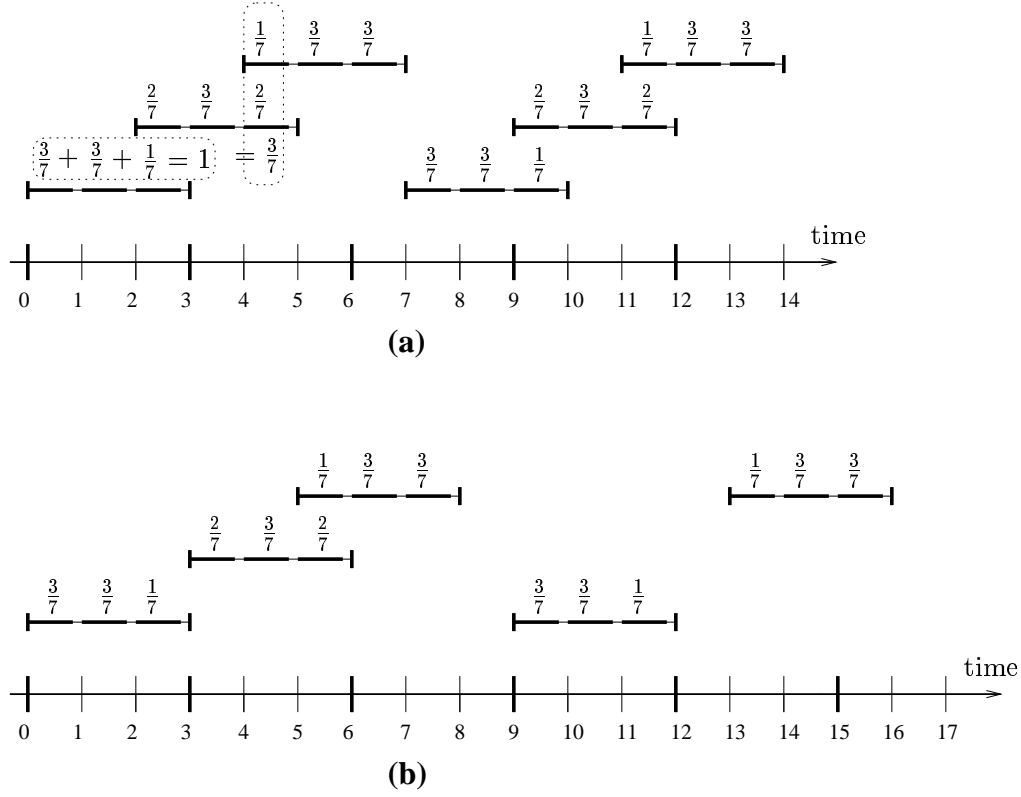 1/7 3/7 3/7 1/7 3/7 3/7
2/7 3/7 2/7 2/7 3/7 2/7
3/7 + 3/7 + 1/7 = 1 = 3/7 3/7 3/7 1/7
time
0 1 2 3 4 5 6 7 8 9 10 11 12 13 14
(a)
1/7 3/7 3/7 1/7 3/7 3/7
2/7 3/7 2/7
3/7 3/7 1/7 3/7 3/7 1/7
time
0 1 2 3 4 5 6 7 8 9 10 11 12 13 14 15 16 17
(b)